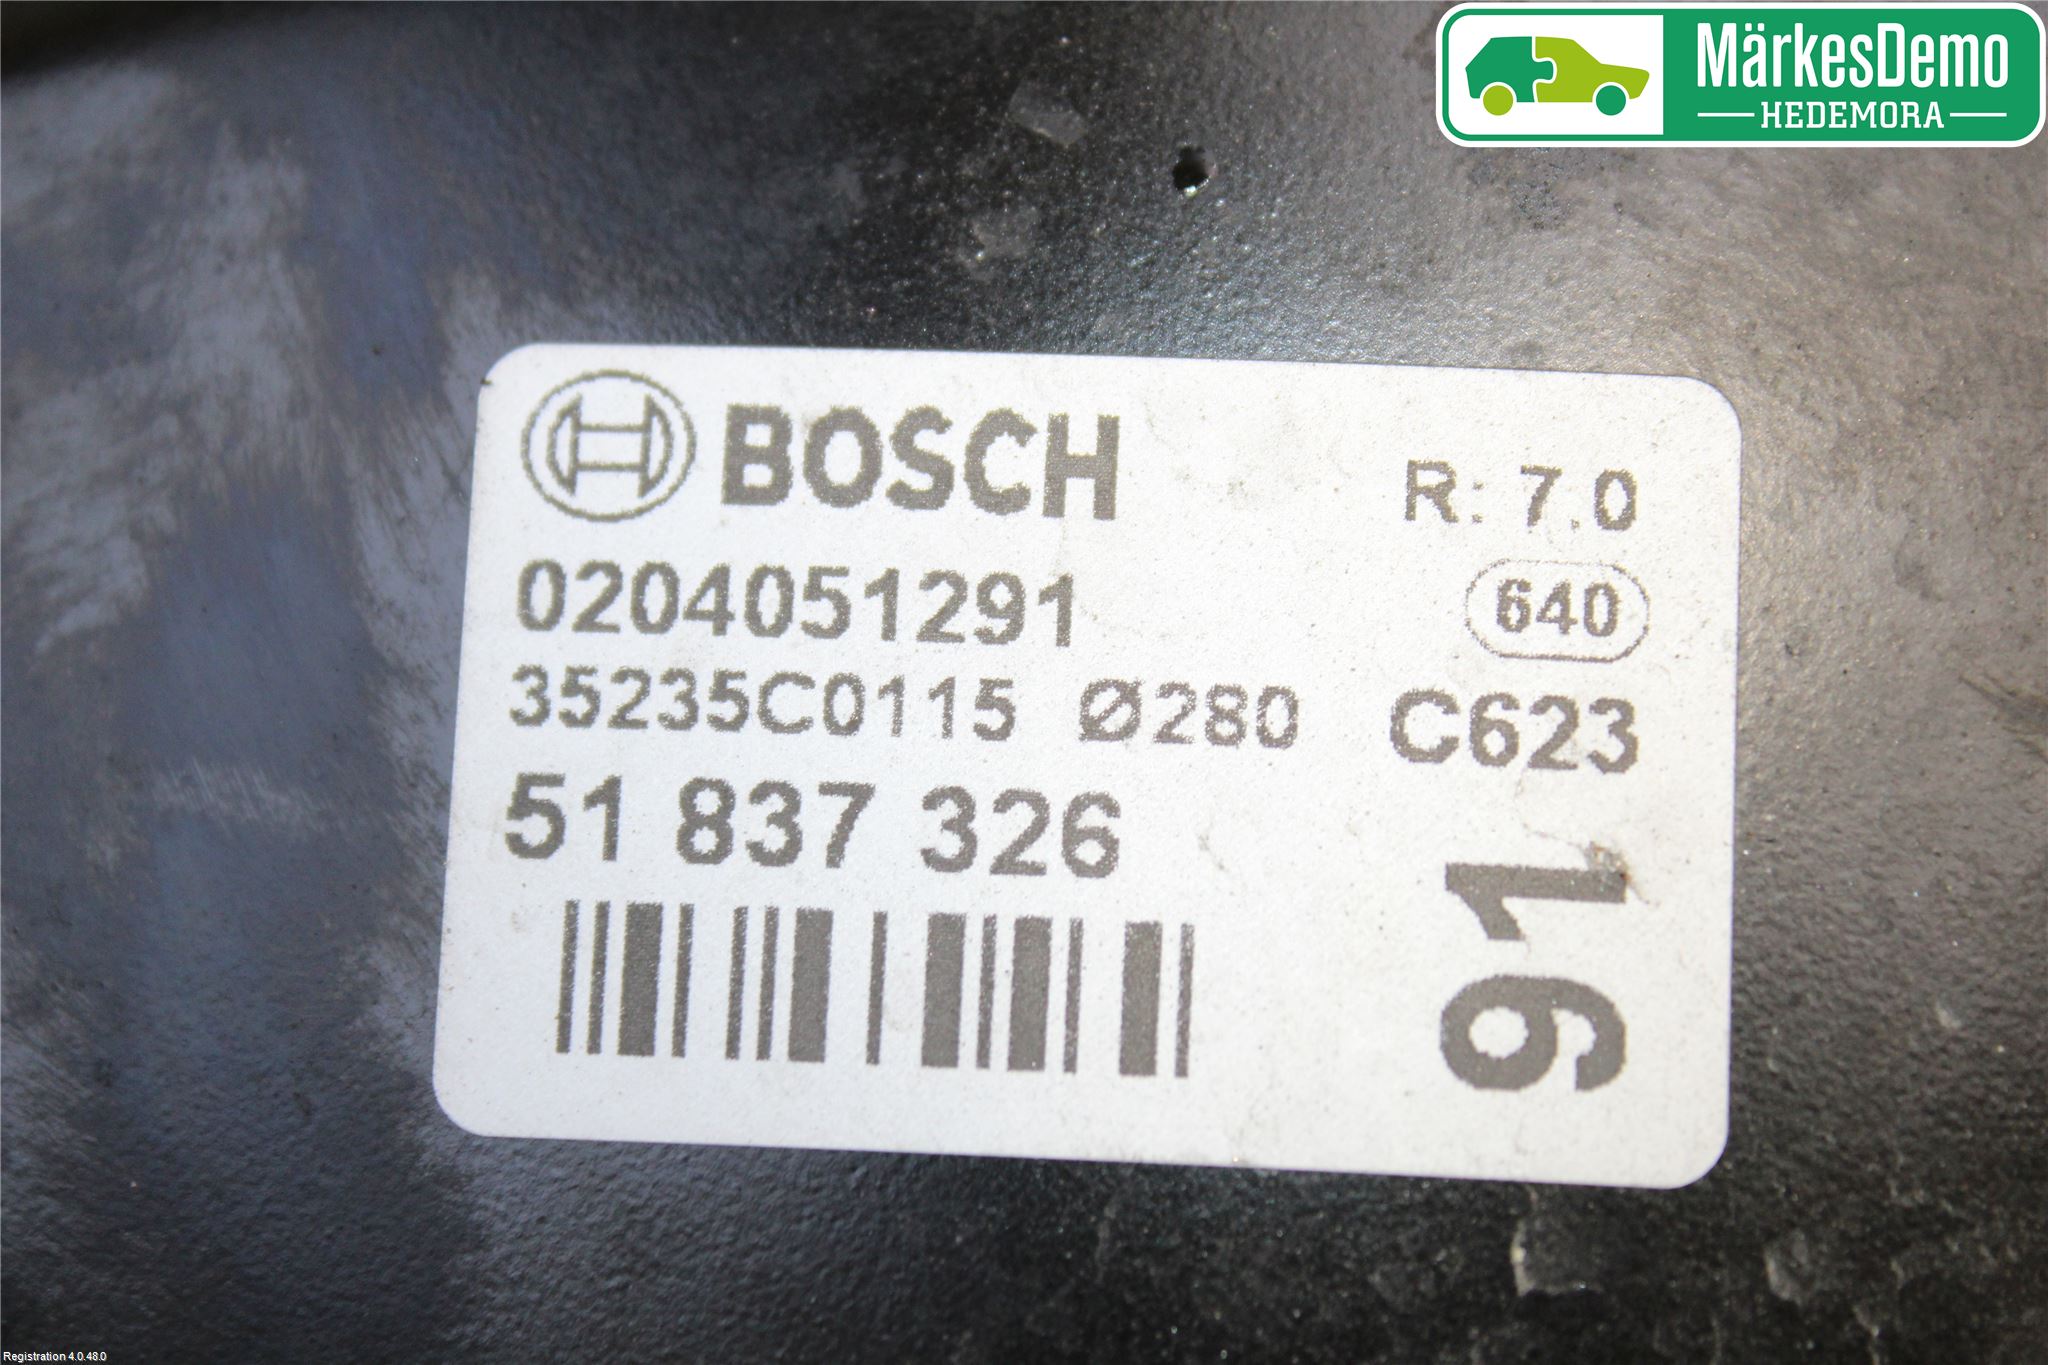 MärkesDemo
HEDEMORA
BOSCH
R: 7.0
0204051291
640
35235C0115 Ø280
C623
51 837 326
91
Registration 4.0.48.0